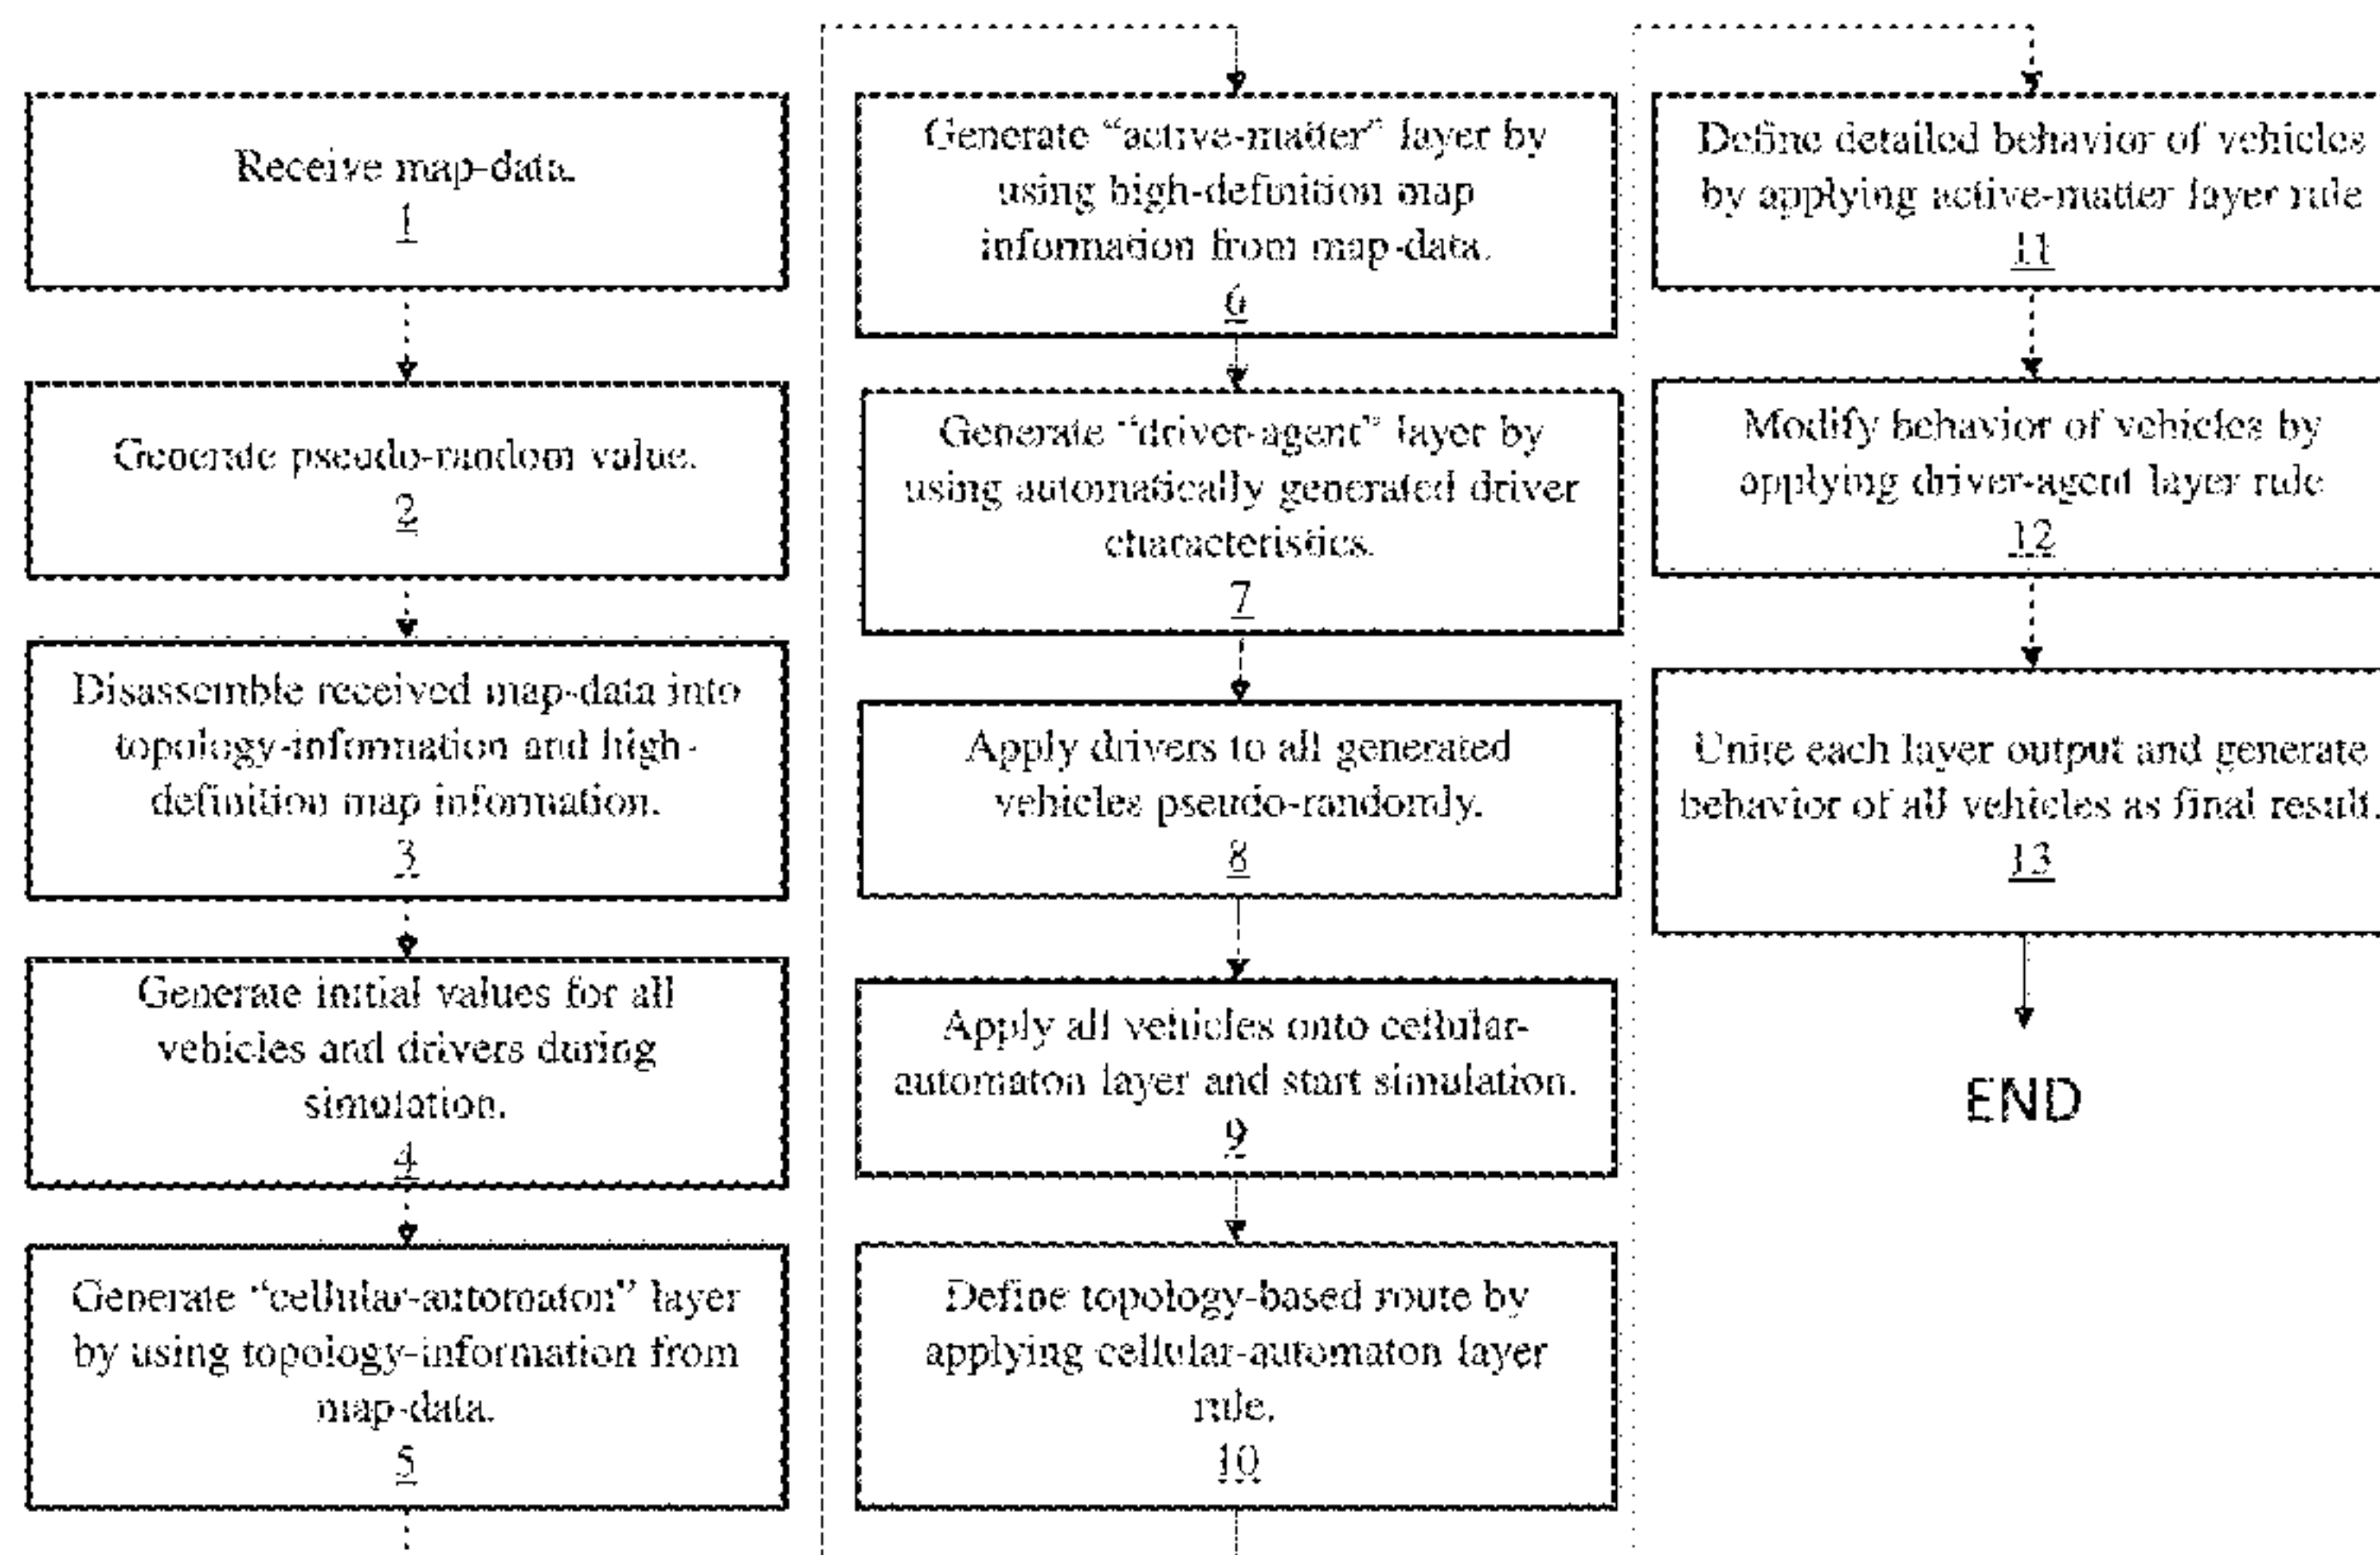 Receive map-data.
1
Generate pseudo-random value.
2
Disassemble received map-data into
topology-information and high-
definition map information.
3
Generate initial values for all
vehicles and drivers during
simulation.
4
Generate “cellular-automaton” layer
by using topology-information from
map-data.
5
Generate “active-matter” layer by
using high-definition map
information from map-data.
6
Generate “driver-agent” layer by
using automatically generated driver
characteristics.
7
Apply drivers to all generated
vehicles pseudo-randomly.
8
Apply all vehicles onto cellular-
automaton layer and start simulation.
9
Define topology-based route by
applying cellular-automaton layer
rule.
10
Define detailed behavior of vehicles
by applying active-matter layer rule
11
Modify behavior of vehicles by
applying driver-agent layer rule
12
Unite each layer output and generate
behavior of all vehicles as final result.
13
END